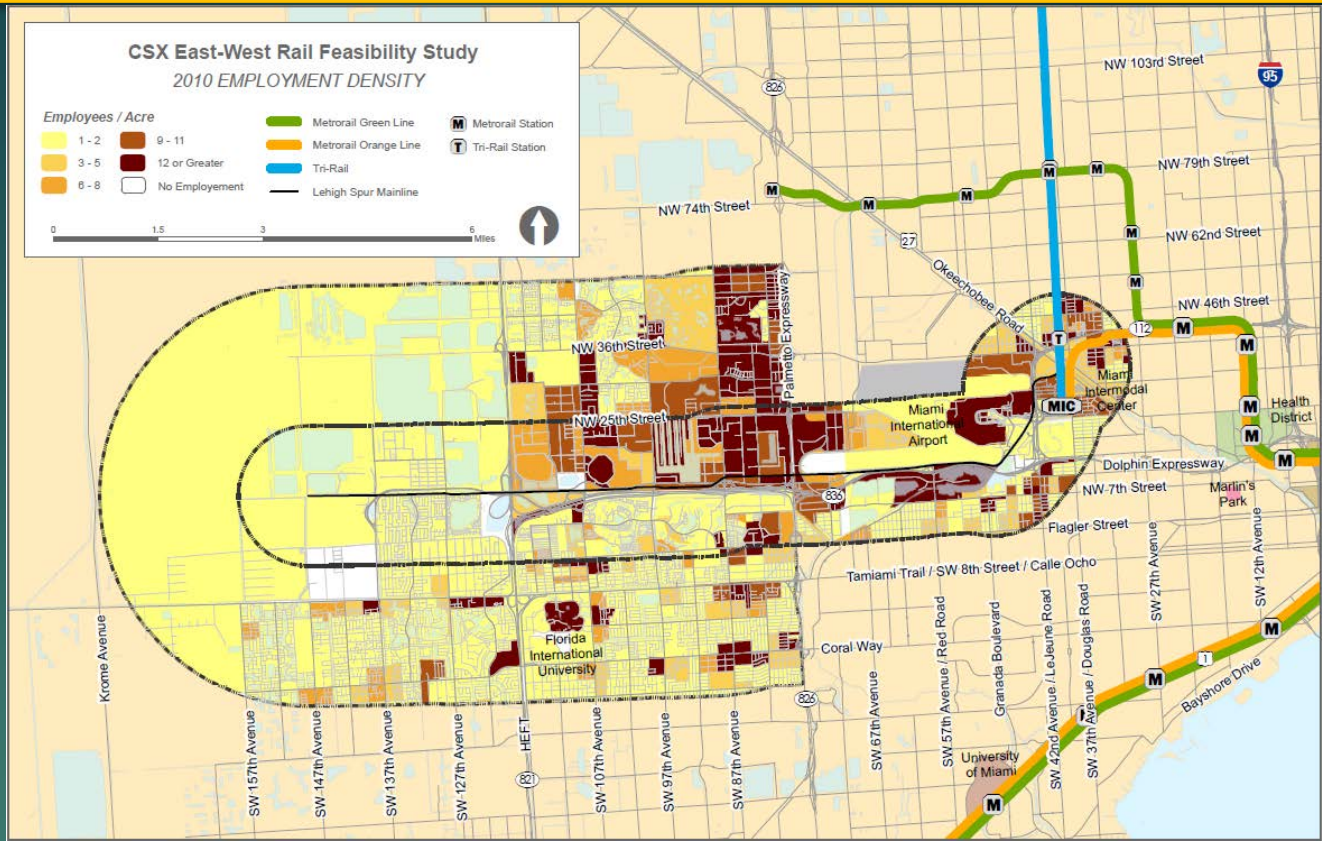 CSX East-West Rail Feasibility Study
2010 EMPLOYMENT DENSITY
Employees / Acre
1 - 2
3 - 5
6 - 8
9 - 11
12 or Greater
No Employement
Metrorail Green Line
Metrorail Orange Line
Tri-Rail
Lehigh Spur Mainline
M Metrorail Station
T Tri-Rail Station
0 1.5 3 6
Miles
826
NW 103rd Street
95
NW 79th Street
M
M
M
M
M
NW 74th Street
M
NW 62nd Street
27
Okeechobee Road
M
M
NW 46th Street
112
M
T
M
NW 36th Street
Palmetto Expressway
Miami
Intermodal
Center
MIC
NW 25th Street
Miami
International
Airport
M
Health
District
M
M
Dolphin Expressway
NW 7th Street
836
Marlin's
Park
Flagler Street
Tamiami Trail / SW 8th Street / Calle Ocho
Florida
International
University
Coral Way
M
1
M
Bayshore Drive
M
University
of Miami
M
Krome Avenue
SW 157th Avenue
SW 147th Avenue
SW 137th Avenue
SW 127th Avenue
HEFT
821
SW 107th Avenue
SW 97th Avenue
SW 87th Avenue
826
SW 67th Avenue
SW 57th Avenue / Red Road
Granada Boulevard
SW 42nd Avenue / LeJeune Road
SW 37th Avenue / Douglas Road
SW 27th Avenue
SW 12th Avenue